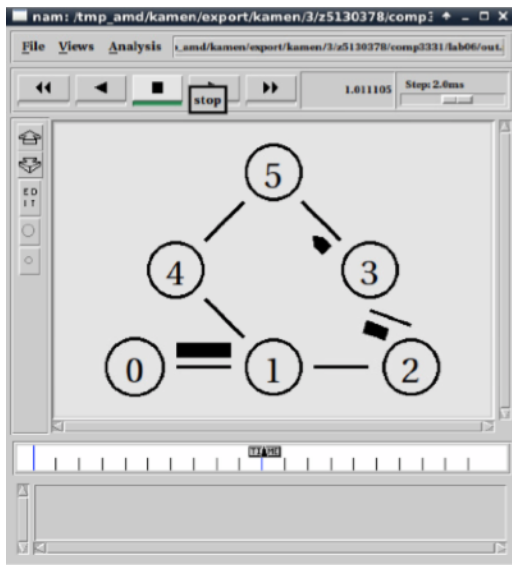 nam: /tmp_amd/kamen/export/kamen/3/z5130378/comp3
File Views Analysis _amd/kamen/export/kamen/3/z5130378/comp3331/lab06/out.
stop
1.011105
Step: 2.0ms
ED
IT
5
4 3
0 1 2
TIME